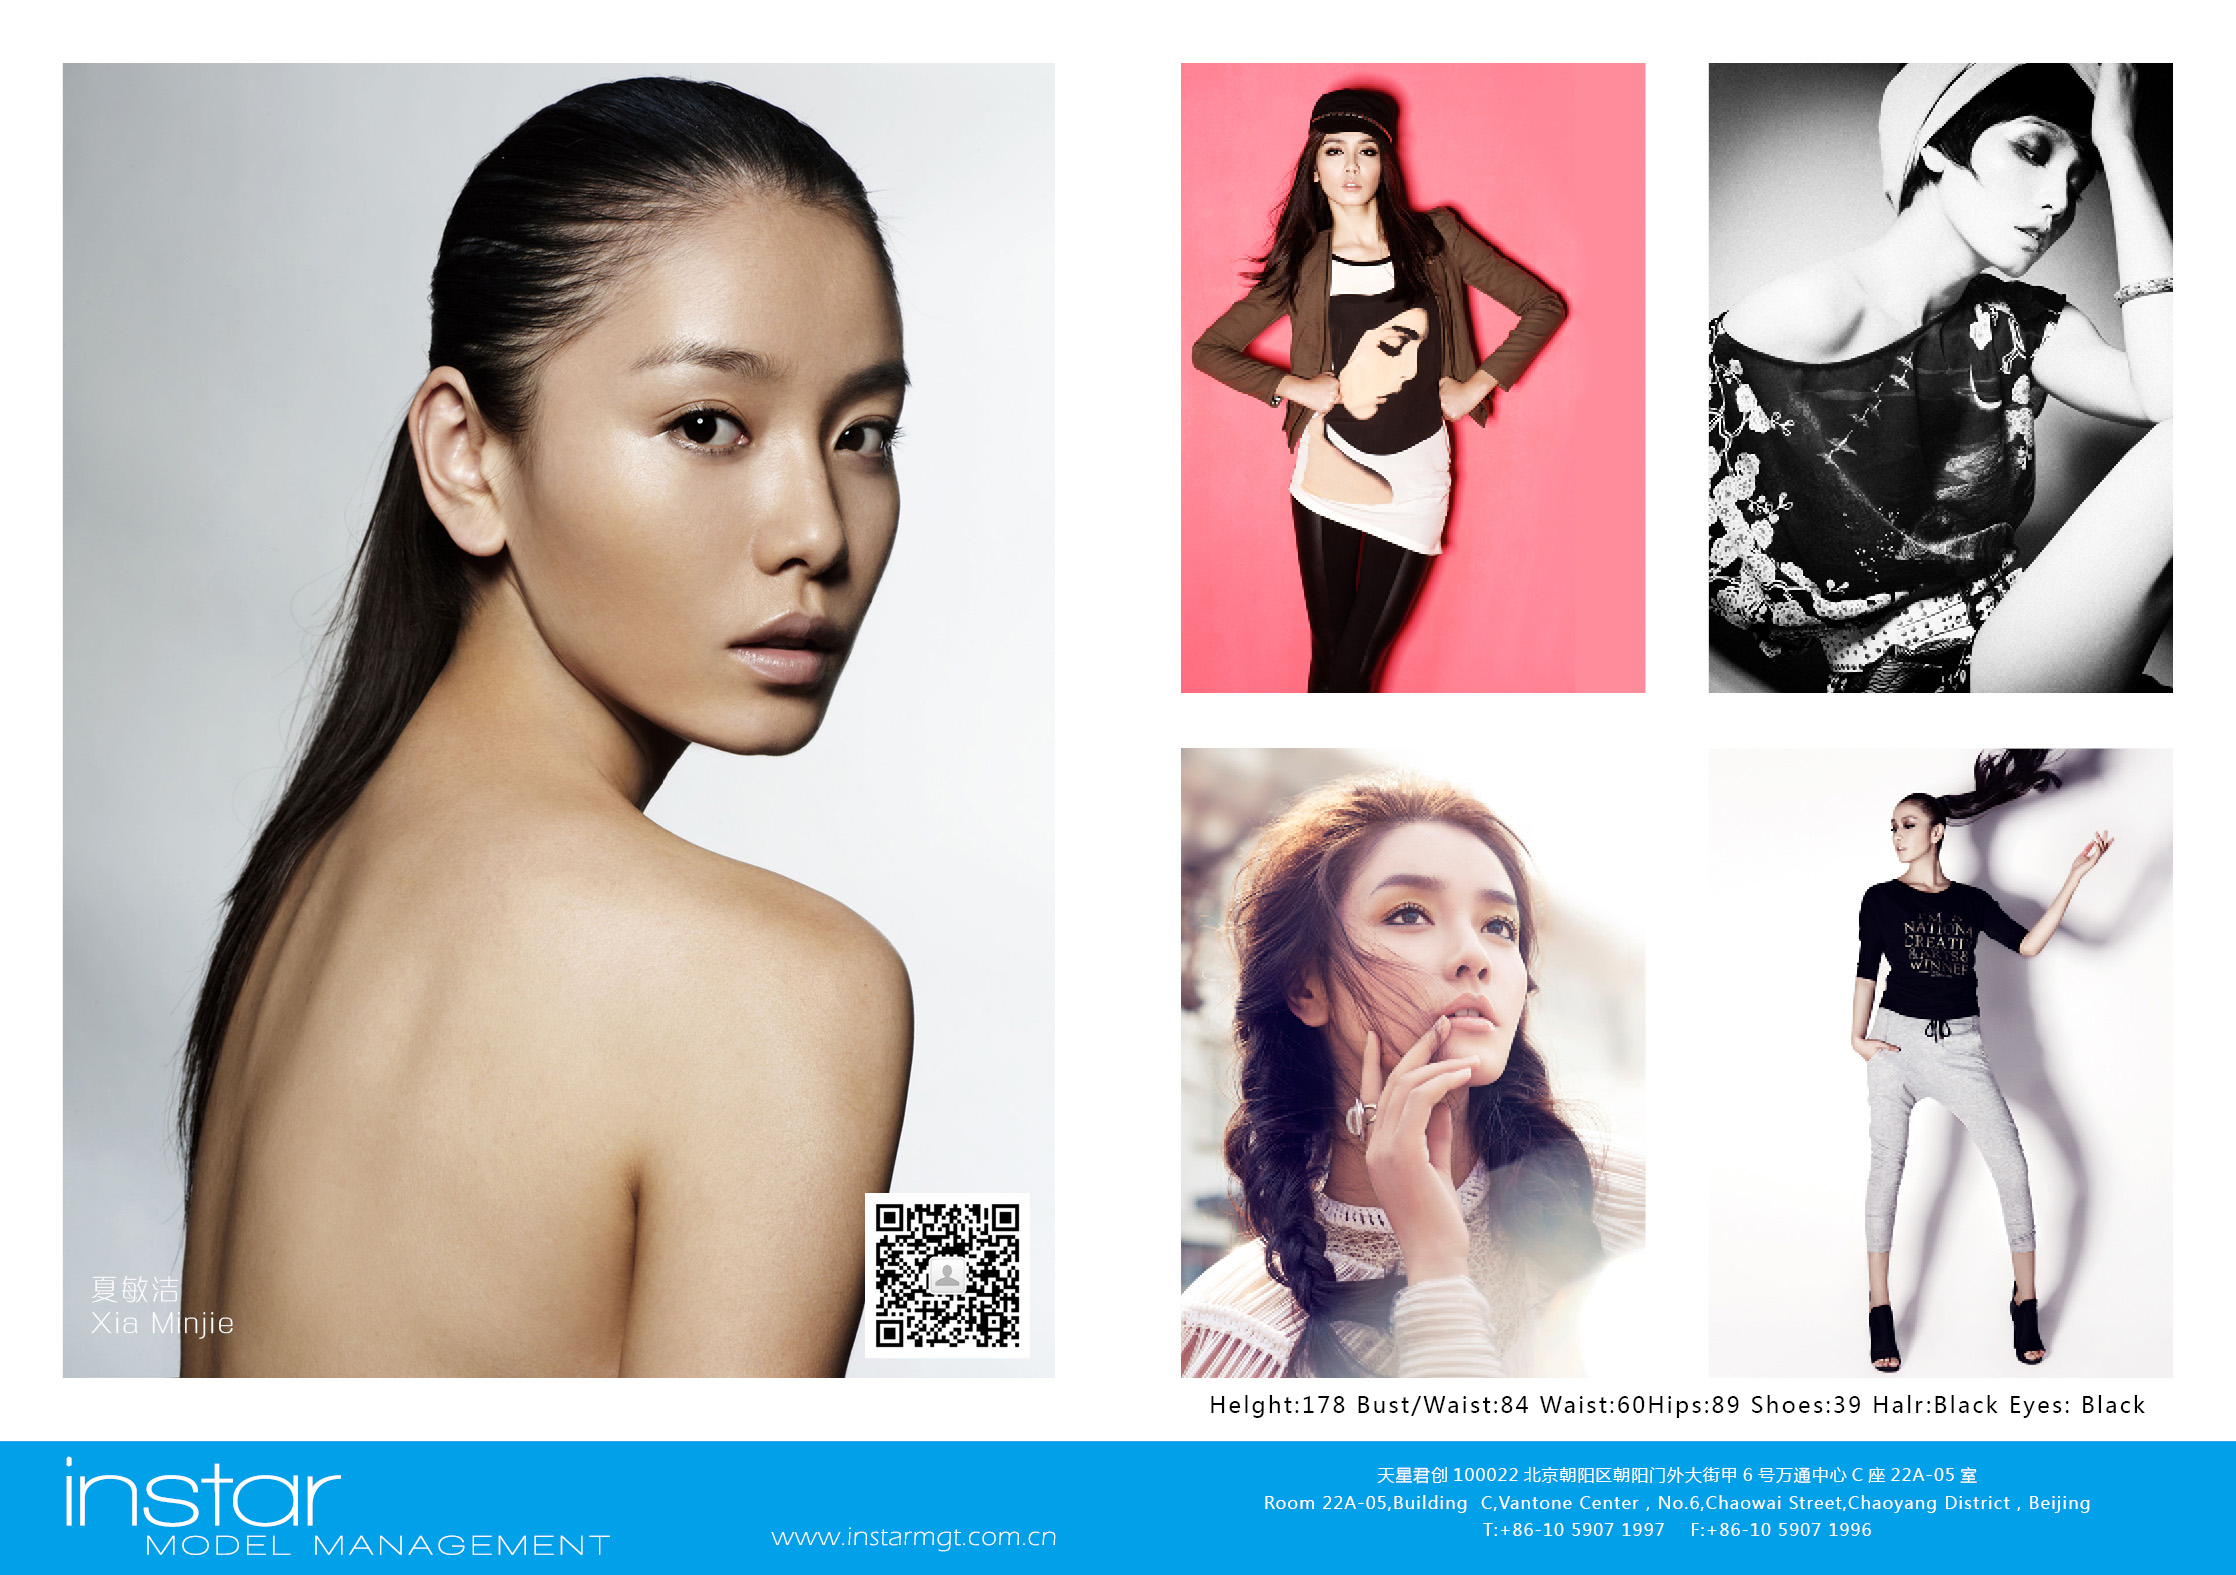 夏敏洁
Xia Minjie
I'M A
NATIONA
CREATI
&ARTS&
WINNER
Helght:178 Bust/Waist:84 Waist:60Hips:89 Shoes:39 Halr:Black Eyes: Black
instar
MODEL MANAGEMENT
www.instarmgt.com.cn
天星君创 100022 北京朝阳区朝阳门外大街甲 6 号万通中心 C 座 22A-05 室
Room 22A-05,Building C,Vantone Center , No.6,Chaowai Street,Chaoyang District , Beijing
T:+86-10 5907 1997 F:+86-10 5907 1996